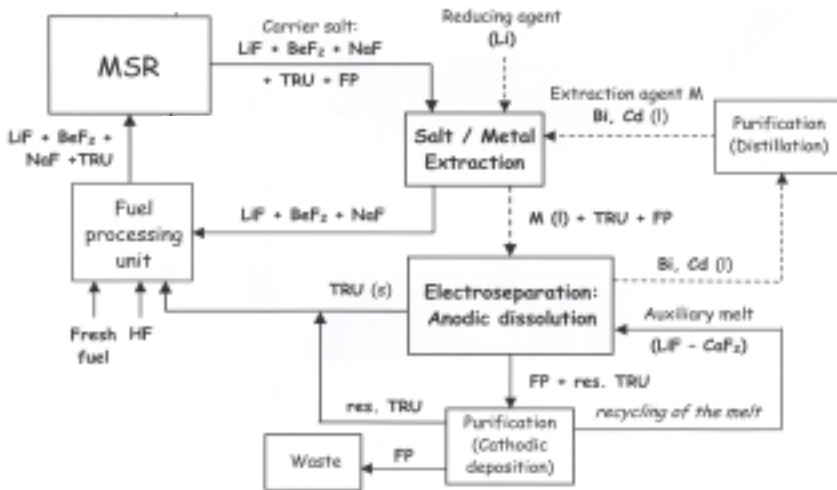 Carrier salt:
LiF + BeF₂ + NaF
+ TRU + FP
Reducing agent
(Li)
MSR
Extraction agent M
Bi, Cd (l)
Purification
(Distillation)
LiF + BeF₂ +
NaF +TRU
Salt / Metal
Extraction
Fuel
processing
unit
LiF + BeF₂ + NaF
M (l) + TRU + FP
Bi, Cd (l)
TRU (s)
Electroseparation:
Anodic dissolution
Auxiliary melt
(LiF - CaF₂)
Fresh
fuel
HF
FP + res. TRU
res. TRU
recycling of the melt
Purification
(Cathodic
deposition)
Waste
FP